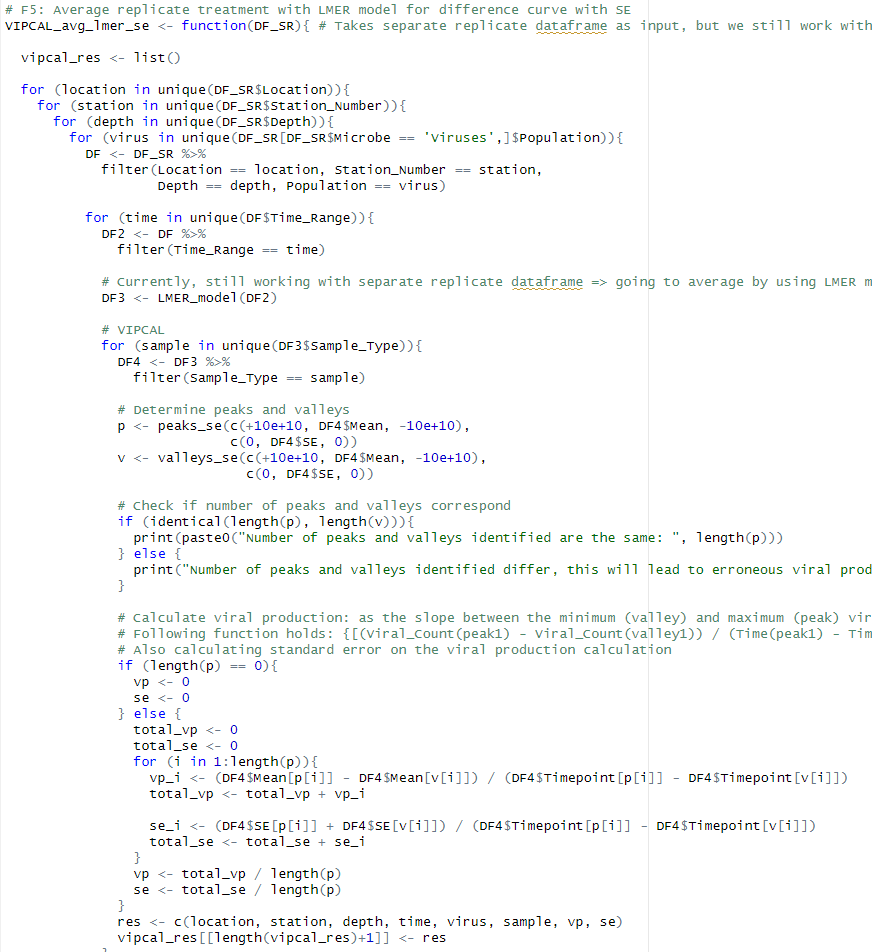 # F5: Average replicate treatment with LMER model for difference curve with SE
VIPCAL_avg_lmer_se <- function(DF_SR){ # Takes separate replicate dataframe as input, but we still work with
vipcal_res <- list()
for (location in unique(DF_SR$Location)){
for (station in unique(DF_SR$Station_Number)){
for (depth in unique(DF_SR$Depth)){
for (virus in unique(DF_SR[DF_SR$Microbe == 'Viruses',]$Population)){
DF <- DF_SR %>%
filter(Location == location, Station_Number == station,
Depth == depth, Population == virus)
for (time in unique(DF$Time_Range)){
DF2 <- DF %>%
filter(Time_Range == time)
# Currently, still working with separate replicate dataframe => going to average by using LMER m
DF3 <- LMER_model(DF2)
# VIPCAL
for (sample in unique(DF3$Sample_Type)){
DF4 <- DF3 %>%
filter(Sample_Type == sample)
# Determine peaks and valleys
p <- peaks_se(c(+10e+10, DF4$Mean, -10e+10),
c(0, DF4$SE, 0))
v <- valleys_se(c(+10e+10, DF4$Mean, -10e+10),
c(0, DF4$SE, 0))
# Check if number of peaks and valleys correspond
if (identical(length(p), length(v))){
print(paste0("Number of peaks and valleys identified are the same: ", length(p)))
} else {
print("Number of peaks and valleys identified differ, this will lead to erroneous viral prod
}
# Calculate viral production: as the slope between the minimum (valley) and maximum (peak) vir
# Following function holds: {[(Viral_Count(peak1) - Viral_Count(valley1)) / (Time(peak1) - Tim
# Also calculating standard error on the viral production calculation
if (length(p) == 0){
vp <- 0
se <- 0
} else {
total_vp <- 0
total_se <- 0
for (i in 1:length(p)){
vp_i <- (DF4$Mean[p[i]] - DF4$Mean[v[i]]) / (DF4$Timepoint[p[i]] - DF4$Timepoint[v[i]])
total_vp <- total_vp + vp_i
se_i <- (DF4$SE[p[i]] + DF4$SE[v[i]]) / (DF4$Timepoint[p[i]] - DF4$Timepoint[v[i]])
total_se <- total_se + se_i
}
vp <- total_vp / length(p)
se <- total_se / length(p)
}
res <- c(location, station, depth, time, virus, sample, vp, se)
vipcal_res[[length(vipcal_res)+1]] <- res